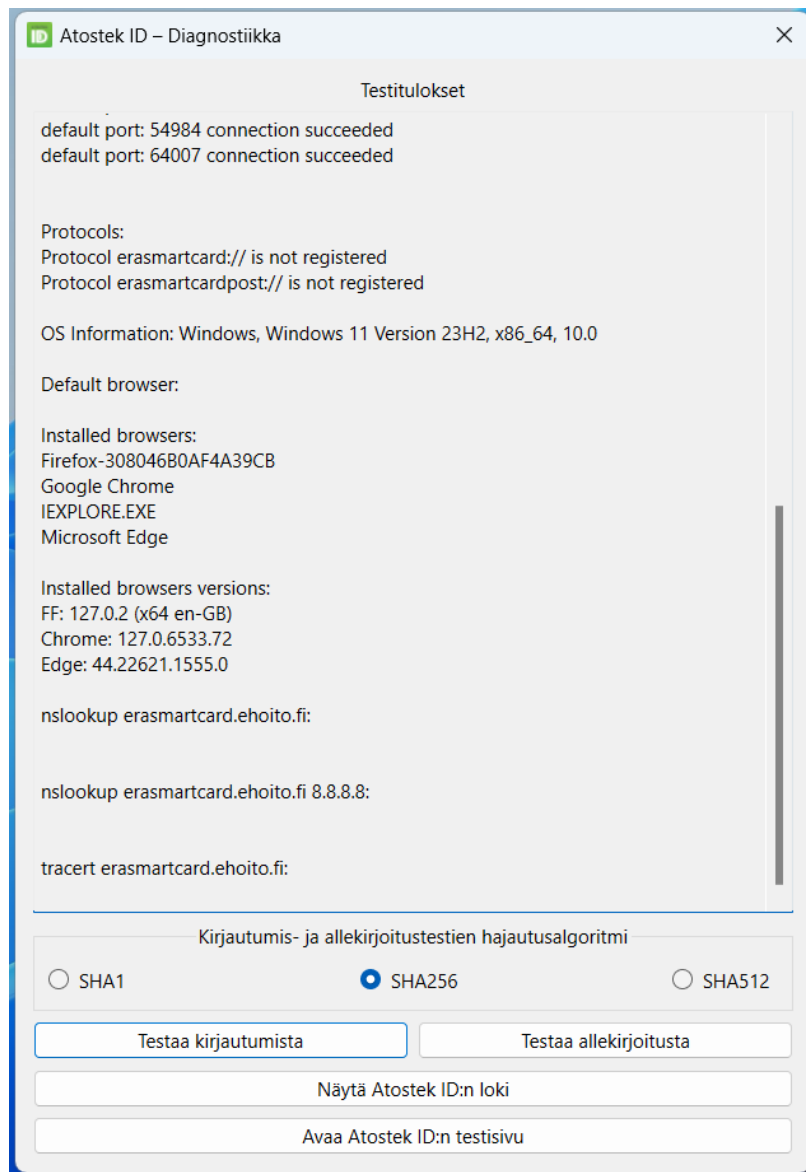 ID Atostek ID – Diagnostiikka
Testitulokset
default port: 54984 connection succeeded
default port: 64007 connection succeeded
Protocols:
Protocol erasmartcard:// is not registered
Protocol erasmartcardpost:// is not registered
OS Information: Windows, Windows 11 Version 23H2, x86_64, 10.0
Default browser:
Installed browsers:
Firefox-308046B0AF4A39CB
Google Chrome
IEXPLORE.EXE
Microsoft Edge
Installed browsers versions:
FF: 127.0.2 (x64 en-GB)
Chrome: 127.0.6533.72
Edge: 44.22621.1555.0
nslookup erasmartcard.ehoito.fi:
nslookup erasmartcard.ehoito.fi 8.8.8.8:
tracert erasmartcard.ehoito.fi:
Kirjautumis- ja allekirjoitustestien hajautusalgoritmi
SHA1 SHA256 SHA512
Testaa kirjautumista Testaa allekirjoitusta
Näytä Atostek ID:n loki
Avaa Atostek ID:n testisivu